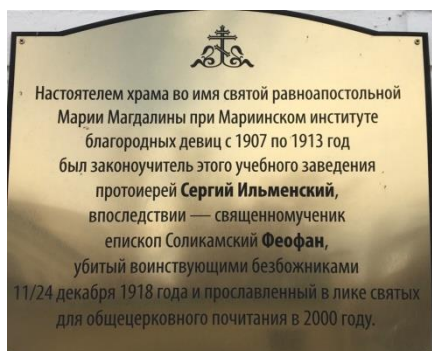 Настоятелем храма во имя святой равноапостольной
Марии Магдалины при Мариинском институте
благородных девиц с 1907 по 1913 год
был законоучитель этого учебного заведения
протоиерей Сергий Ильменский,
впоследствии — священномученик
епископ Соликамский Феофан,
убитый воинствующими безбожниками
11/24 декабря 1918 года и прославленный в лике святых
для общецерковного почитания в 2000 году.